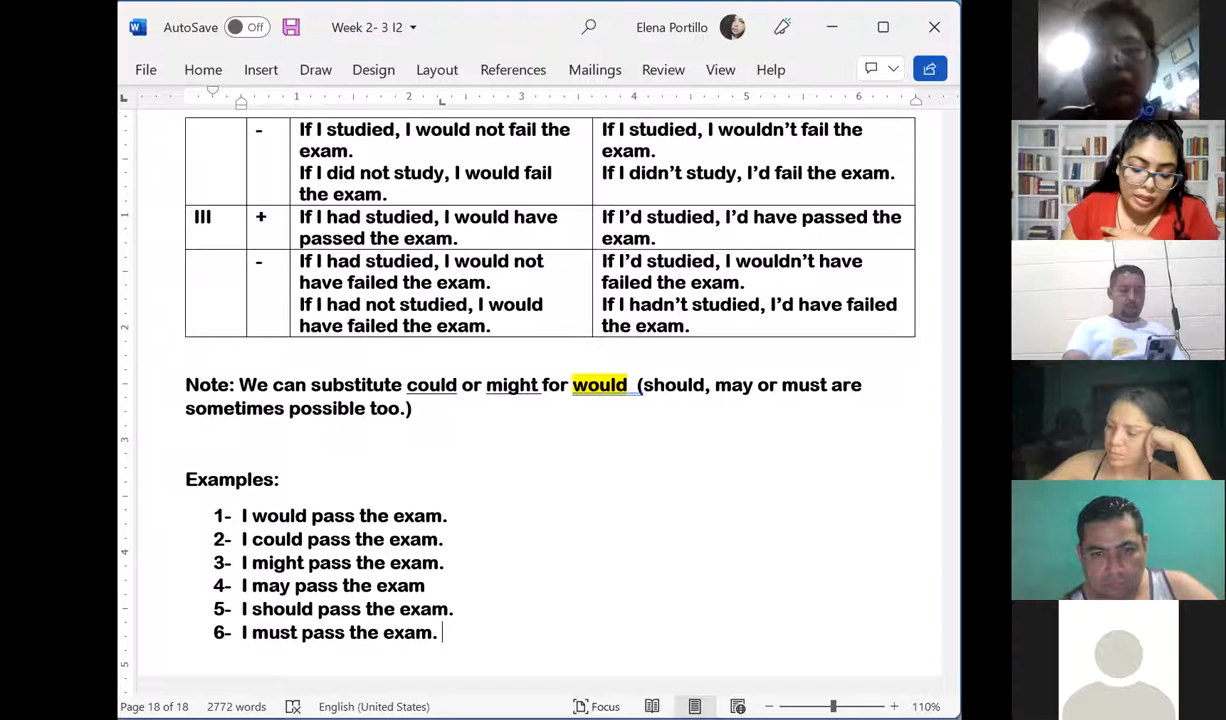 AutoSave Off Week 2- 3 I2 Elena Portillo
File Home Insert Draw Design Layout References Mailings Review View Help
1 2 3 4 5 6
- If I studied, I would not fail the If I studied, I wouldn't fail the
exam. exam.
If I did not study, I would fail If I didn't study, I'd fail the exam.
the exam.
III + If I had studied, I would have If I'd studied, I'd have passed the
passed the exam. exam.
- If I had studied, I would not If I'd studied, I wouldn't have
have failed the exam. failed the exam.
If I had not studied, I would If I hadn't studied, I'd have failed
have failed the exam. the exam.
Note: We can substitute could or might for would (should, may or must are
sometimes possible too.)
Examples:
1- I would pass the exam.
2- I could pass the exam.
3- I might pass the exam.
4- I may pass the exam
5- I should pass the exam.
6- I must pass the exam.
Page 18 of 18 2772 words English (United States) Focus 110%